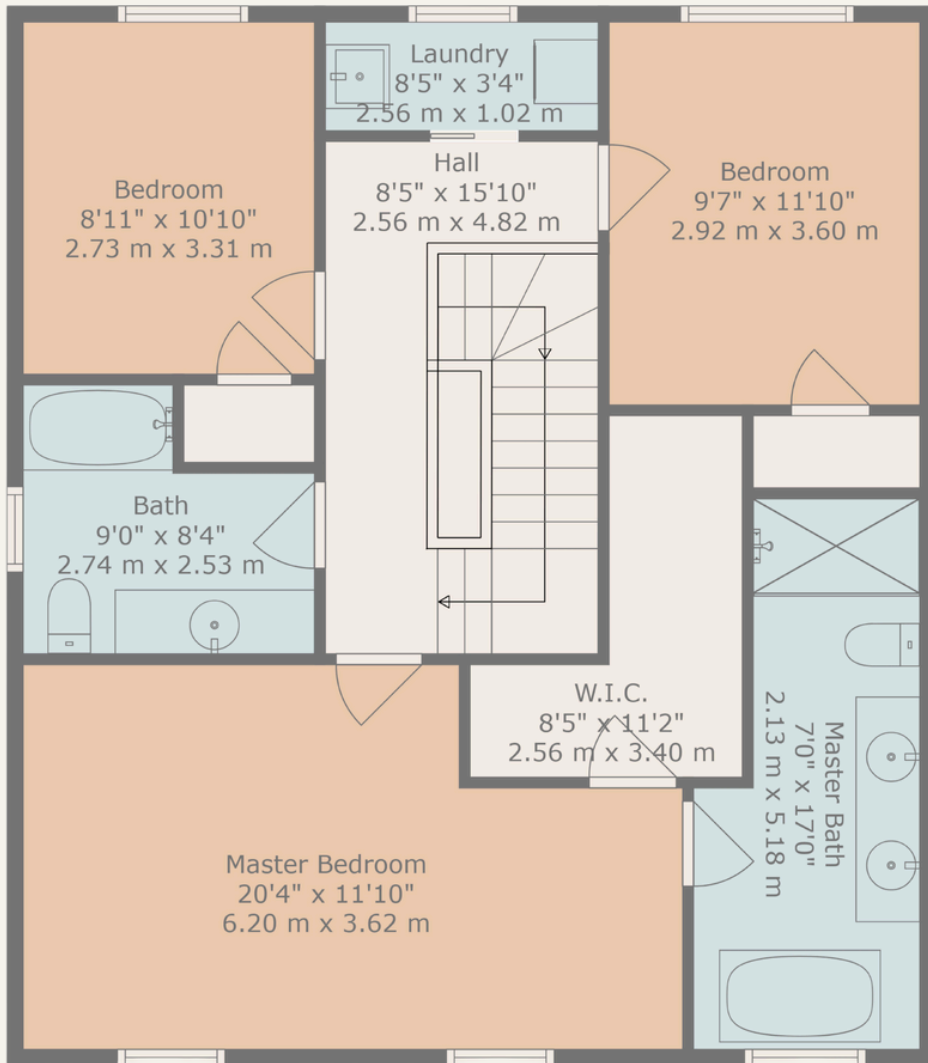 Laundry
8'5" x 3'4"
2.56 m x 1.02 m
Hall
8'5" x 15'10"
2.56 m x 4.82 m
Bedroom
8'11" x 10'10"
2.73 m x 3.31 m
Bedroom
9'7" x 11'10"
2.92 m x 3.60 m
Bath
9'0" x 8'4"
2.74 m x 2.53 m
W.I.C.
8'5" x 11'2"
2.56 m x 3.40 m
Master Bath
7'0" x 17'0"
2.13 m x 5.18 m
Master Bedroom
20'4" x 11'10"
6.20 m x 3.62 m